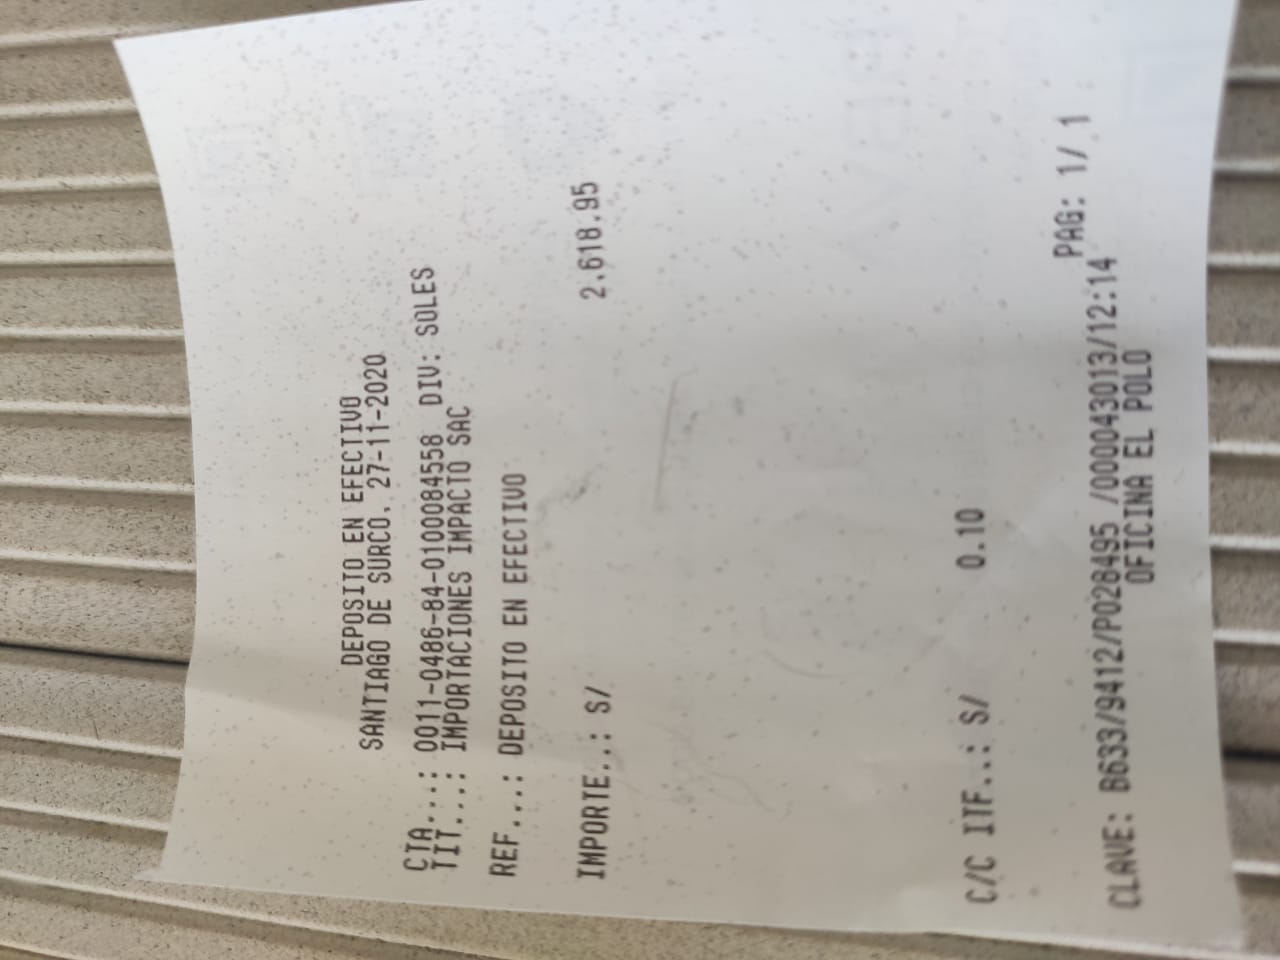 DEPOSITO EN EFECTIVO
SANTIAGO DE SURCO, 27-11-2020
CTA...: 0011-0486-84-0100084558 DIV: SOLES
TIT...: IMPORTACIONES IMPACTO SAC
REF...: DEPOSITO EN EFECTIVO
IMPORTE..: S/ 2.618.95
C/C ITF..: S/ 0.10
PAG: 1/ 1
CLAVE: B633/9412/P028495 /000043013/12:14
OFICINA EL POLO